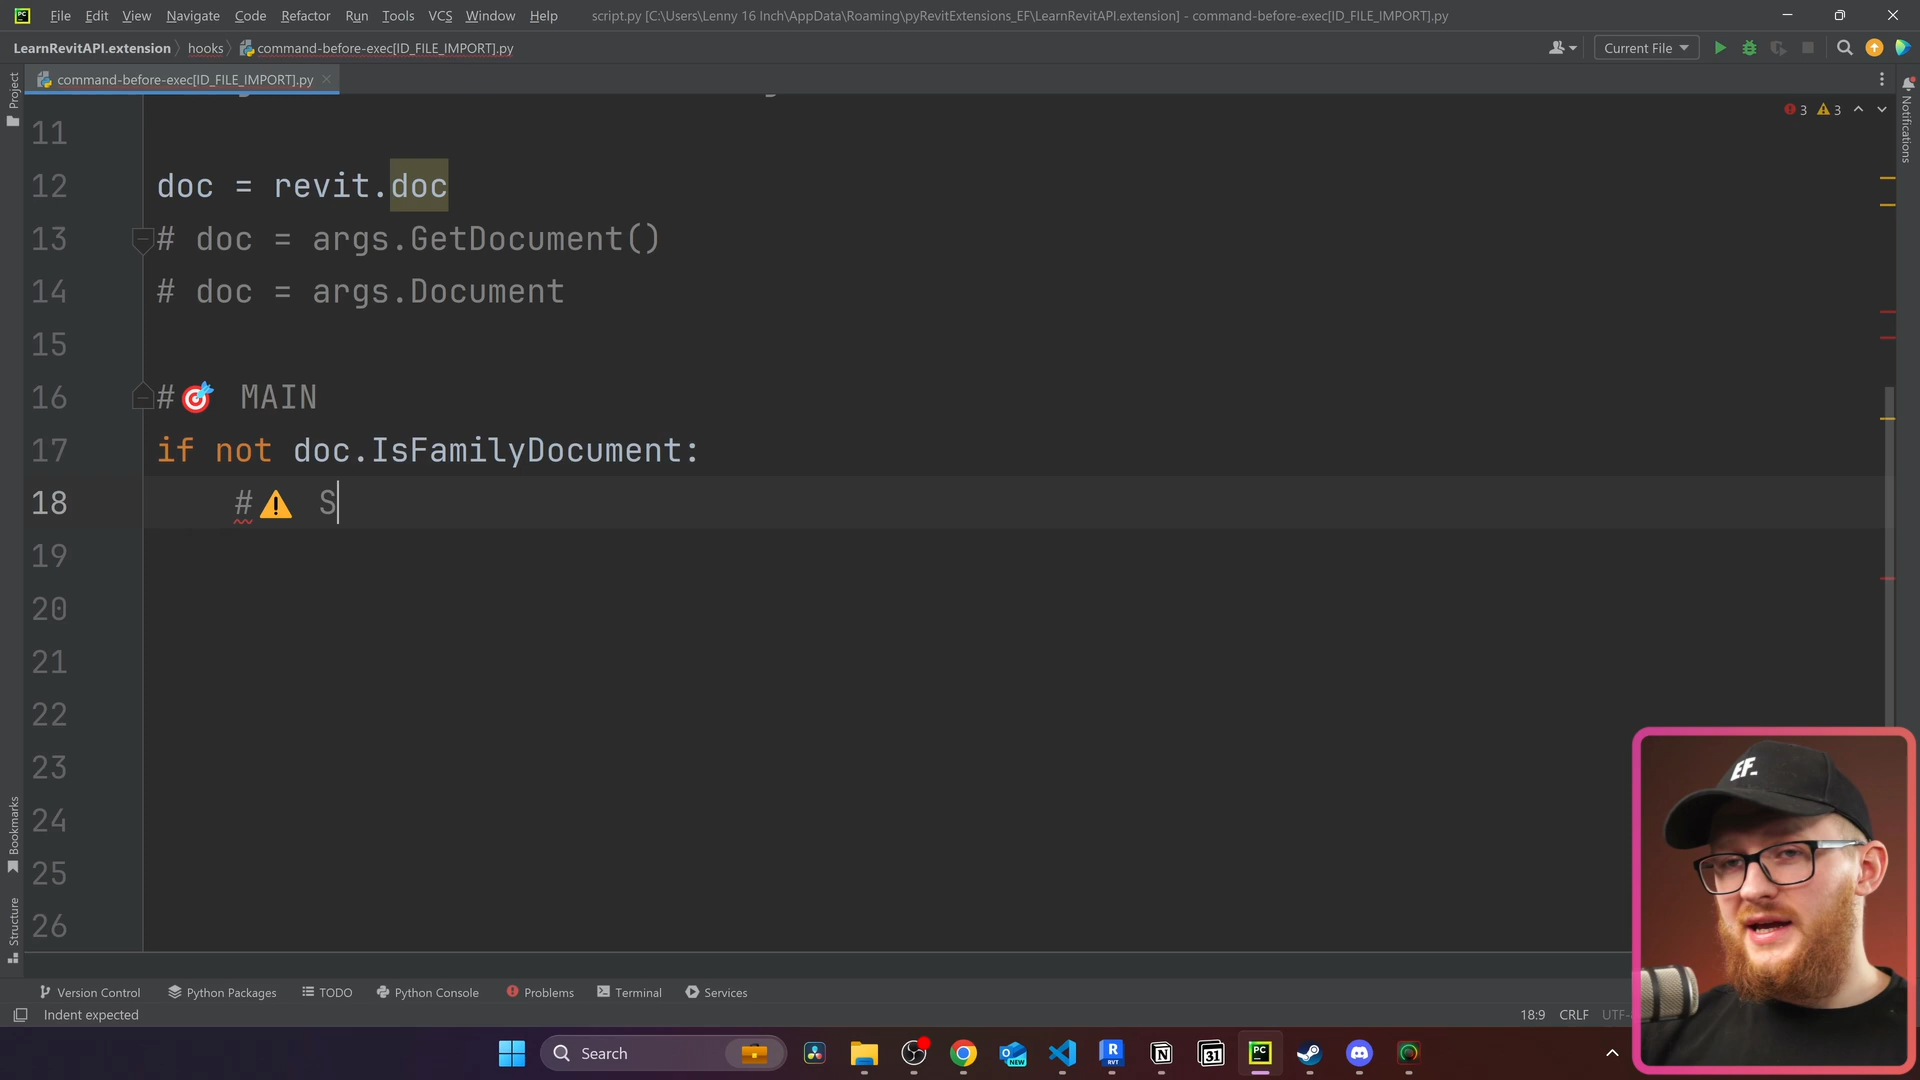 File Edit View Navigate Code Refactor Run Tools VCS Window Help script.py [C:\Users\Lenny 16 Inch\AppData\Roaming\pyRevitExtensions_EF\LearnRevitAPI.extension] - command-before-exec[ID_FILE_IMPORT].py
LearnRevitAPI.extension hooks command-before-exec[ID_FILE_IMPORT].py Current File
command-before-exec[ID_FILE_IMPORT].py
Project
Notifications
3 3
11
12 doc = revit.doc
13 # doc = args.GetDocument()
14 # doc = args.Document
15
16 #🎯 MAIN
17 if not doc.IsFamilyDocument:
18 #⚠️ S
19
20
21
22
23
24
25
26
Bookmarks
Structure
EF.
Version Control TODO Python Packages Python Console Problems Terminal Services
Indent expected 18:9 CRLF
Search NEW RVT 31 PC